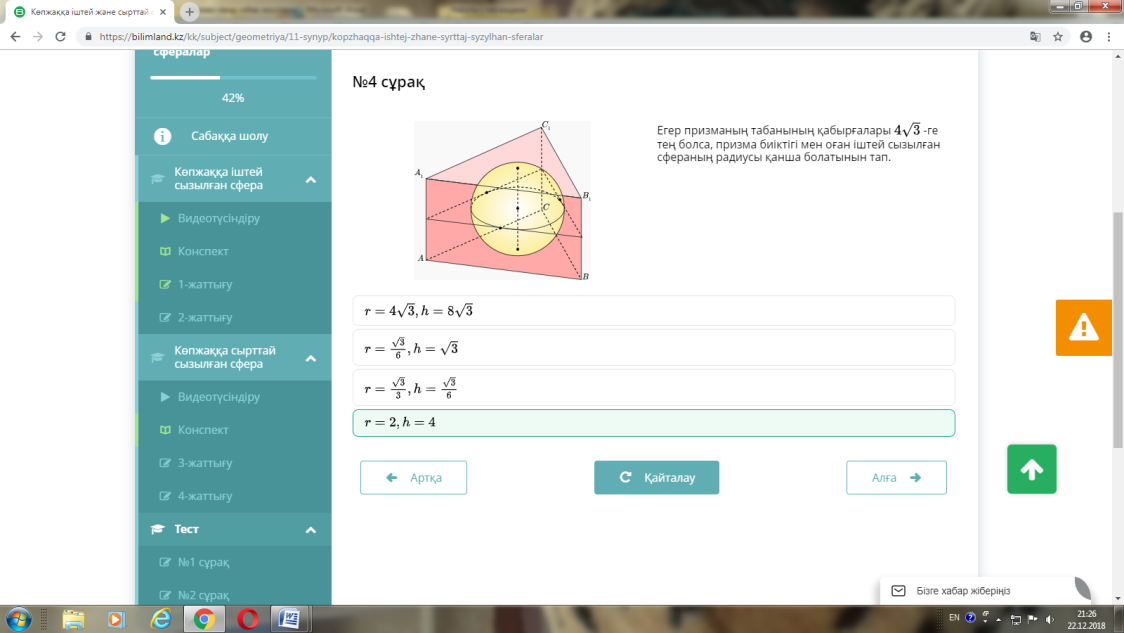 Көпжаққа іштей және сырттай
https://bilimland.kz/kk/subject/geometriya/11-synyp/kopzhaqqa-ishtej-zhane-syrttaj-syzylhan-sferalar
сфералар
42%
Сабаққа шолу
Көпжаққа іштей
сызылған сфера
Видеотүсіндіру
Конспект
1-жаттығу
2-жаттығу
Көпжаққа сырттай
сызылған сфера
Видеотүсіндіру
Конспект
3-жаттығу
4-жаттығу
Тест
№1 сұрақ
№2 сұрақ
№4 сұрақ
C₁
A₁
B₁
C
A
B
Егер призманың табанының қабырғалары 4√3 -ге
тең болса, призма биіктігі мен оған іштей сызылған
сфераның радиусы қанша болатынын тап.
r = 4√3, h = 8√3
r = √3/6, h = √3
r = √3/3, h = √3/6
r = 2, h = 4
Артқа
Қайталау
Алға
Бізге хабар жіберіңіз
EN
21:26
22.12.2018